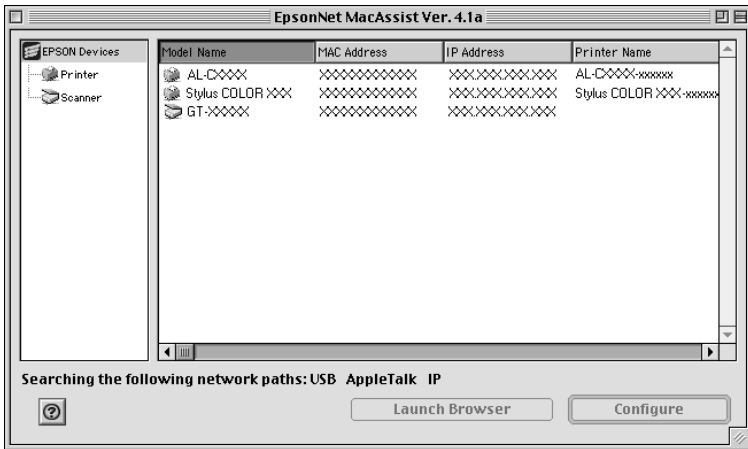 EpsonNet MacAssist Ver. 4.1a
EPSON Devices
Printer
Scanner
Model Name MAC Address IP Address Printer Name
AL-CXXXX XXXXXXXXXXXX XXX.XXX.XXX.XXX AL-CXXXX-xxxxxx
Stylus COLOR XXX XXXXXXXXXXXX XXX.XXX.XXX.XXX Stylus COLOR XXX-xxxxxx
GT-XXXXX XXXXXXXXXXXX XXX.XXX.XXX.XXX
Searching the following network paths: USB AppleTalk IP
?
Launch Browser
Configure